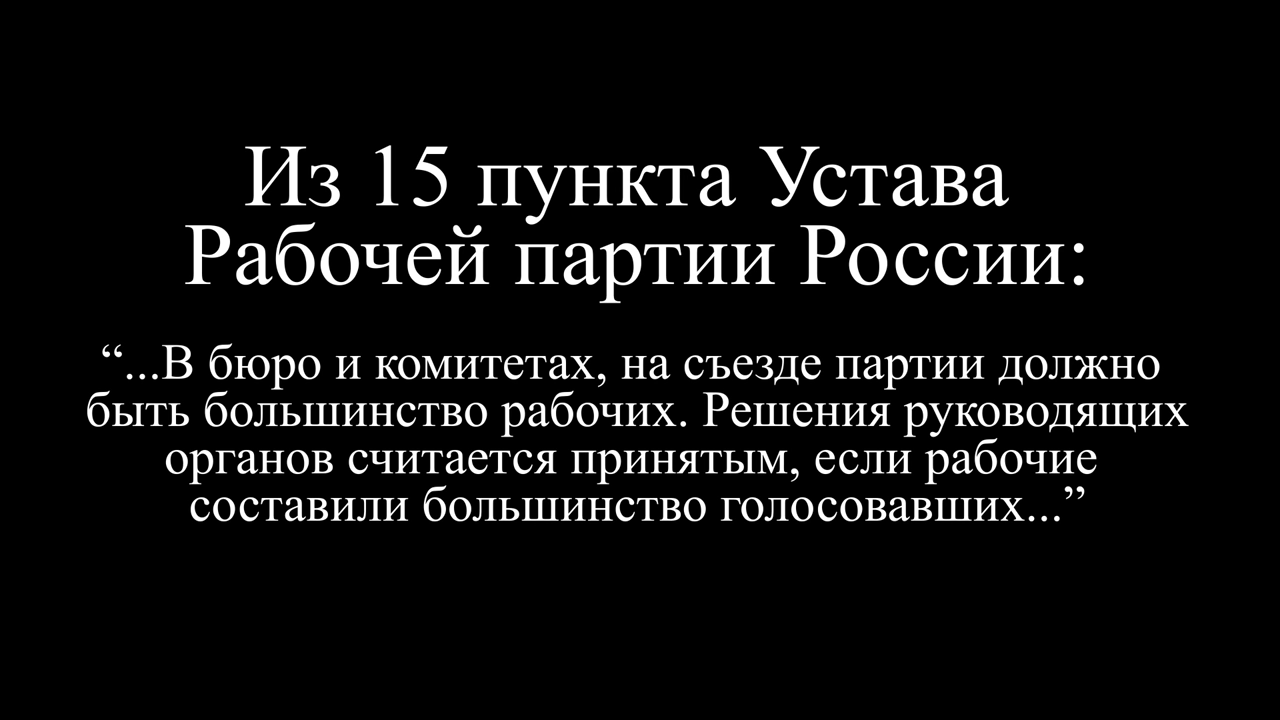 Из 15 пункта Устава
Рабочей партии России:
“...В бюро и комитетах, на съезде партии должно
быть большинство рабочих. Решения руководящих
органов считается принятым, если рабочие
составили большинство голосовавших...”